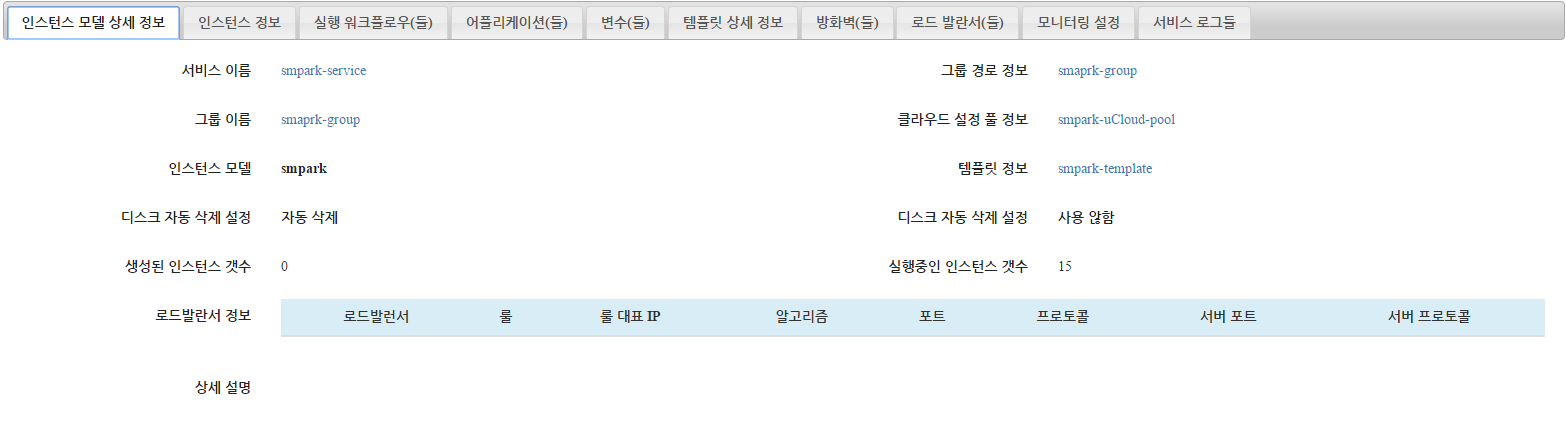 인스턴스 모델 상세 정보 인스턴스 정보 실행 워크플로우(들) 어플리케이션(들) 변수(들) 템플릿 상세 정보 방화벽(들) 로드 발란서(들) 모니터링 설정 서비스 로그들
서비스 이름 smpark-service 그룹 경로 정보 smaprk-group
그룹 이름 smaprk-group 클라우드 설정 풀 정보 smpark-uCloud-pool
인스턴스 모델 smpark 템플릿 정보 smpark-template
디스크 자동 삭제 설정 자동 삭제 디스크 자동 삭제 설정 사용 않함
생성된 인스턴스 갯수 0 실행중인 인스턴스 갯수 15
로드발란서 정보 로드발런서 룰 룰 대표 IP 알고리즘 포트 프로토콜 서버 포트 서버 프로토콜
상세 설명